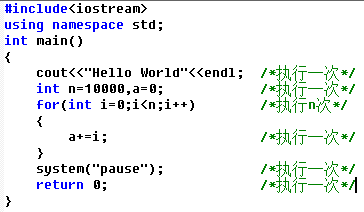 #include<iostream>
using namespace std;
int main()
{
    cout<<"Hello World"<<endl;  /*执行一次*/
    int n=10000,a=0;            /*执行一次*/
    for(int i=0;i<n;i++)        /*执行n次*/
    {
        a+=i;                   /*执行一次*/
    }
    system("pause");            /*执行一次*/
    return 0;                   /*执行一次*/
}